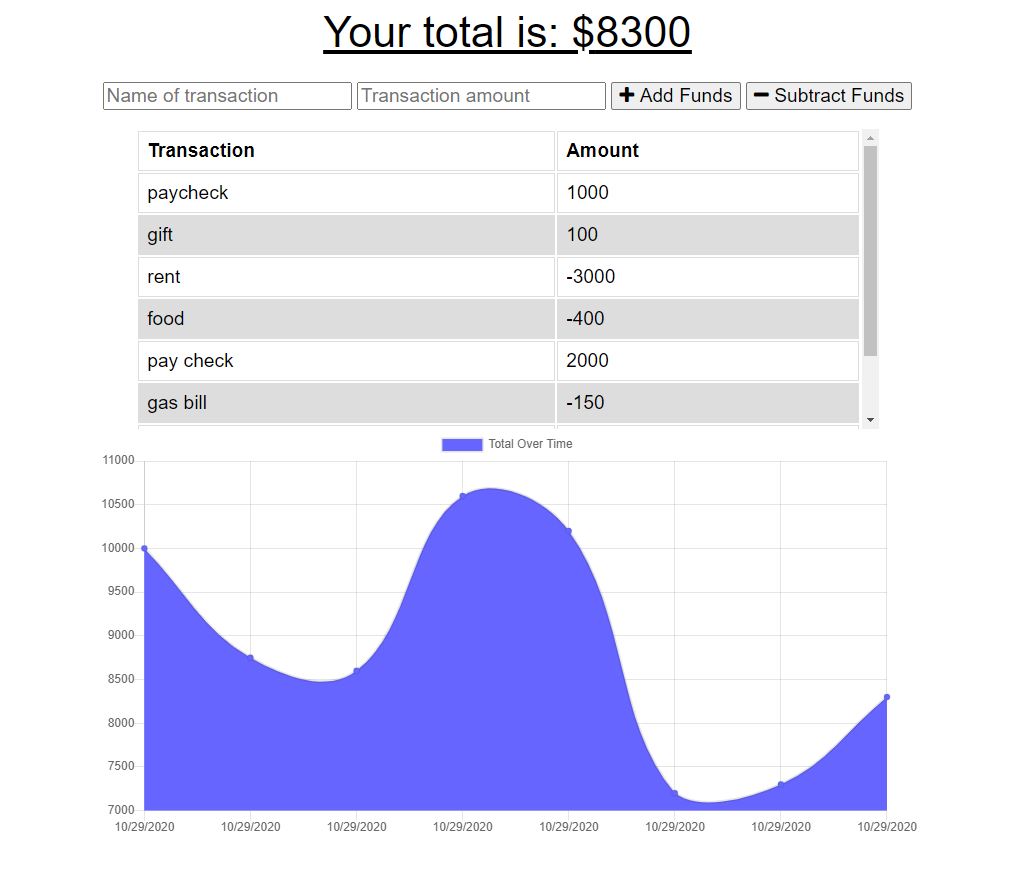 Your total is: $8300
Name of transaction Transaction amount Add Funds Subtract Funds
Transaction Amount
paycheck 1000
gift 100
rent -3000
food -400
pay check 2000
gas bill -150
Total Over Time
11000
10500
10000
9500
9000
8500
8000
7500
7000
10/29/2020 10/29/2020 10/29/2020 10/29/2020 10/29/2020 10/29/2020 10/29/2020 10/29/2020